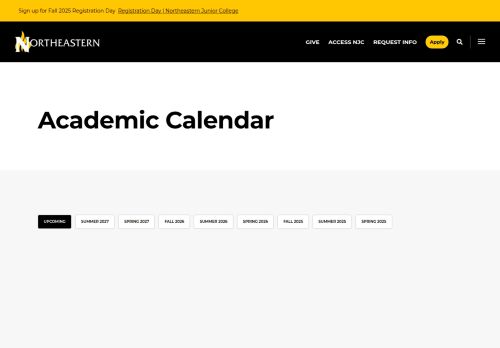 Sign up for Fall 2025 Registration Day Registration Day | Northeastern Junior College
NORTHEASTERN
GIVE ACCESS NJC REQUEST INFO Apply
Academic Calendar
UPCOMING SUMMER 2027 SPRING 2027 FALL 2026 SUMMER 2026 SPRING 2026 FALL 2025 SUMMER 2025 SPRING 2025